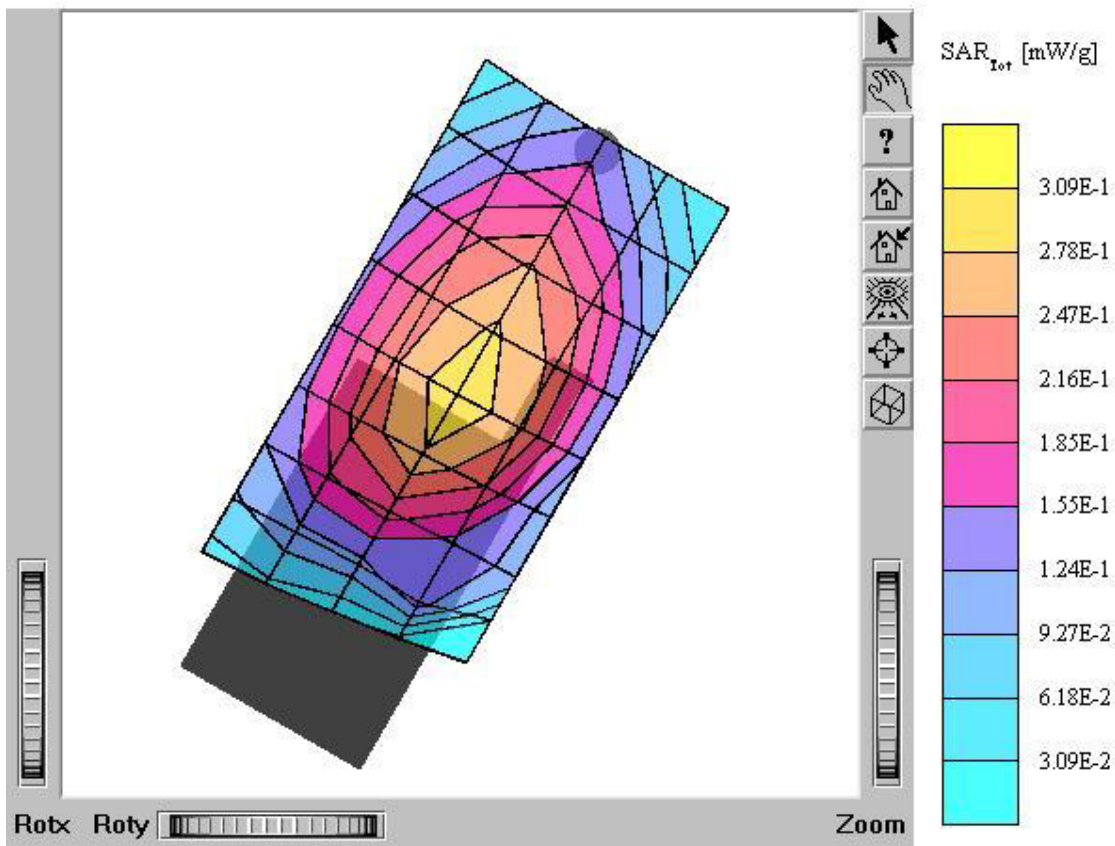 SAR_Tot [mW/g]
?
3.09E-1
2.78E-1
2.47E-1
2.16E-1
1.85E-1
1.55E-1
1.24E-1
9.27E-2
6.18E-2
3.09E-2
Rotx Roty Zoom